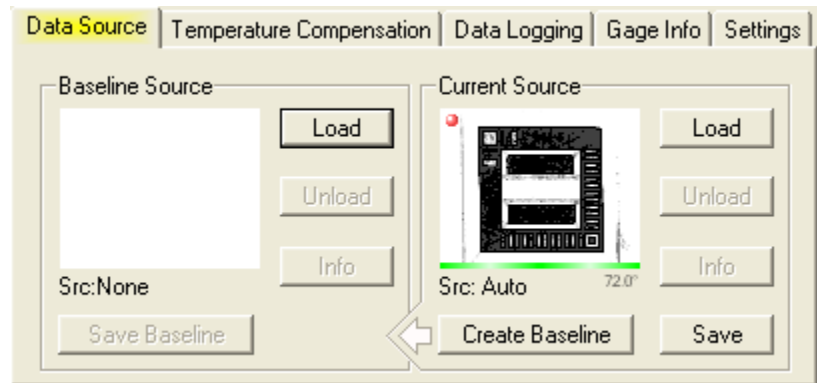 Data Source
Temperature Compensation
Data Logging
Gage Info
Settings
Baseline Source
Load
Unload
Info
Src:None
Save Baseline
Current Source
Load
Unload
Info
72.0°
Src: Auto
Create Baseline
Save